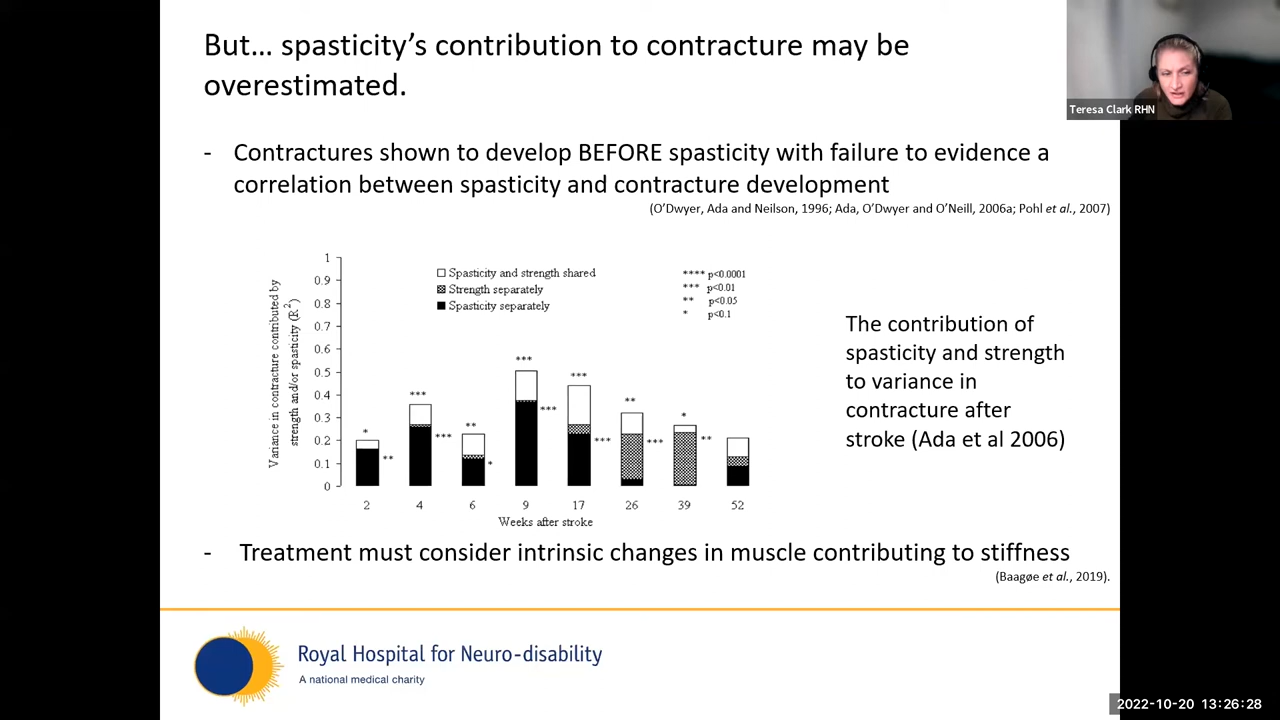 But... spasticity's contribution to contracture may be
overestimated.
Teresa Clark RHN
- Contractures shown to develop BEFORE spasticity with failure to evidence a
correlation between spasticity and contracture development
(O'Dwyer, Ada and Neilson, 1996; Ada, O'Dwyer and O'Neill, 2006a; Pohl et al., 2007)
Variance in contracture contributed by
strength and/or spasticity (R²)
1
0.9
0.8
0.7
0.6
0.5
0.4
0.3
0.2
0.1
0
Spasticity and strength shared
Strength separately
Spasticity separately
**** p<0.0001
*** p<0.01
** p<0.05
* p<0.1
* ** *** *** ** * *** *** *** *** ** *** * **
2 4 6 9 17 26 39 52
Weeks after stroke
The contribution of
spasticity and strength
to variance in
contracture after
stroke (Ada et al 2006)
- Treatment must consider intrinsic changes in muscle contributing to stiffness
(Baagøe et al., 2019).
Royal Hospital for Neuro-disability
A national medical charity
2022-10-20 13:26:28